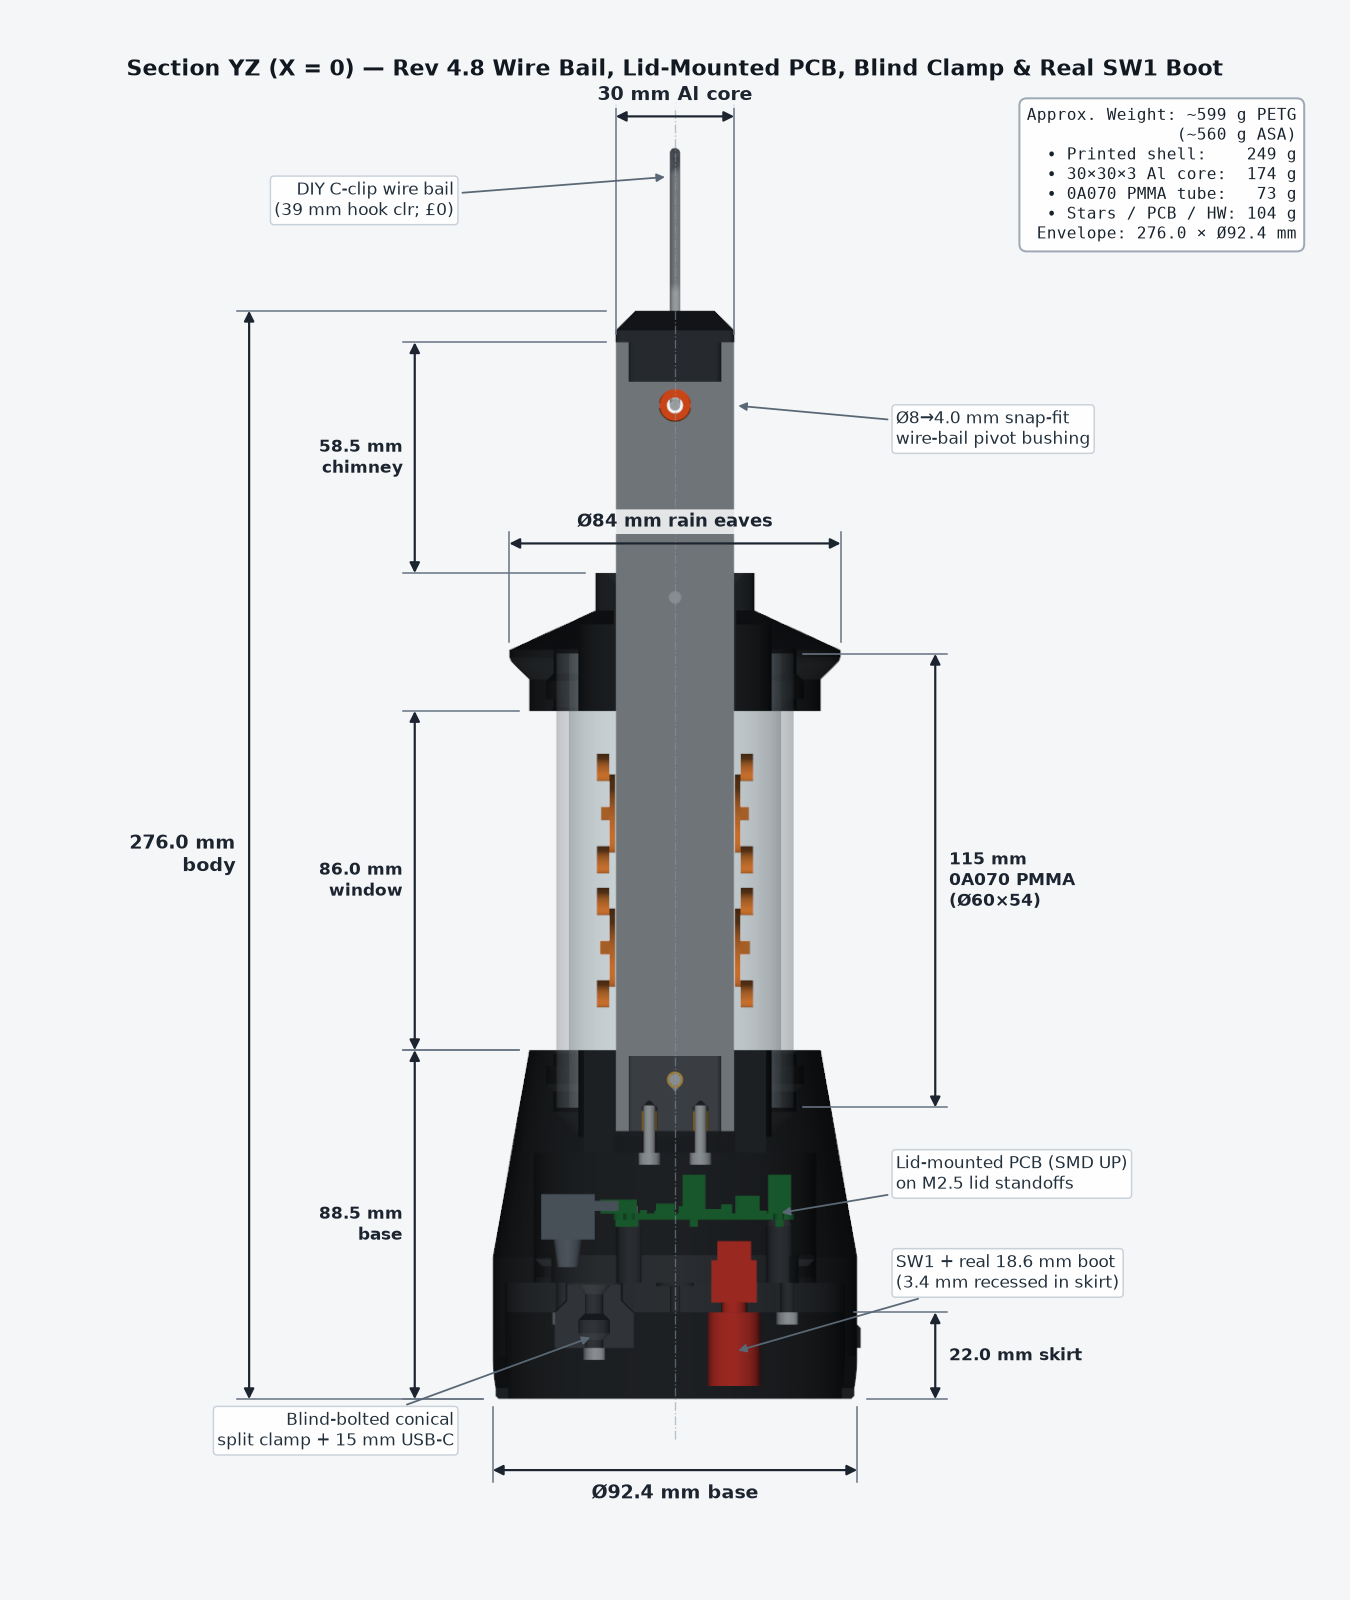 Section YZ (X = 0) — Rev 4.8 Wire Bail, Lid-Mounted PCB, Blind Clamp & Real SW1 Boot
30 mm Al core
Approx. Weight: ~599 g PETG
(~560 g ASA)
• Printed shell: 249 g
• 30×30×3 Al core: 174 g
• 0A070 PMMA tube: 73 g
• Stars / PCB / HW: 104 g
Envelope: 276.0 × Ø92.4 mm
DIY C-clip wire bail
(39 mm hook clr; £0)
Ø8→4.0 mm snap-fit
wire-bail pivot bushing
58.5 mm
chimney
Ø84 mm rain eaves
276.0 mm
body
86.0 mm
window
115 mm
0A070 PMMA
(Ø60×54)
Lid-mounted PCB (SMD UP)
on M2.5 lid standoffs
88.5 mm
base
SW1 + real 18.6 mm boot
(3.4 mm recessed in skirt)
22.0 mm skirt
Blind-bolted conical
split clamp + 15 mm USB-C
Ø92.4 mm base